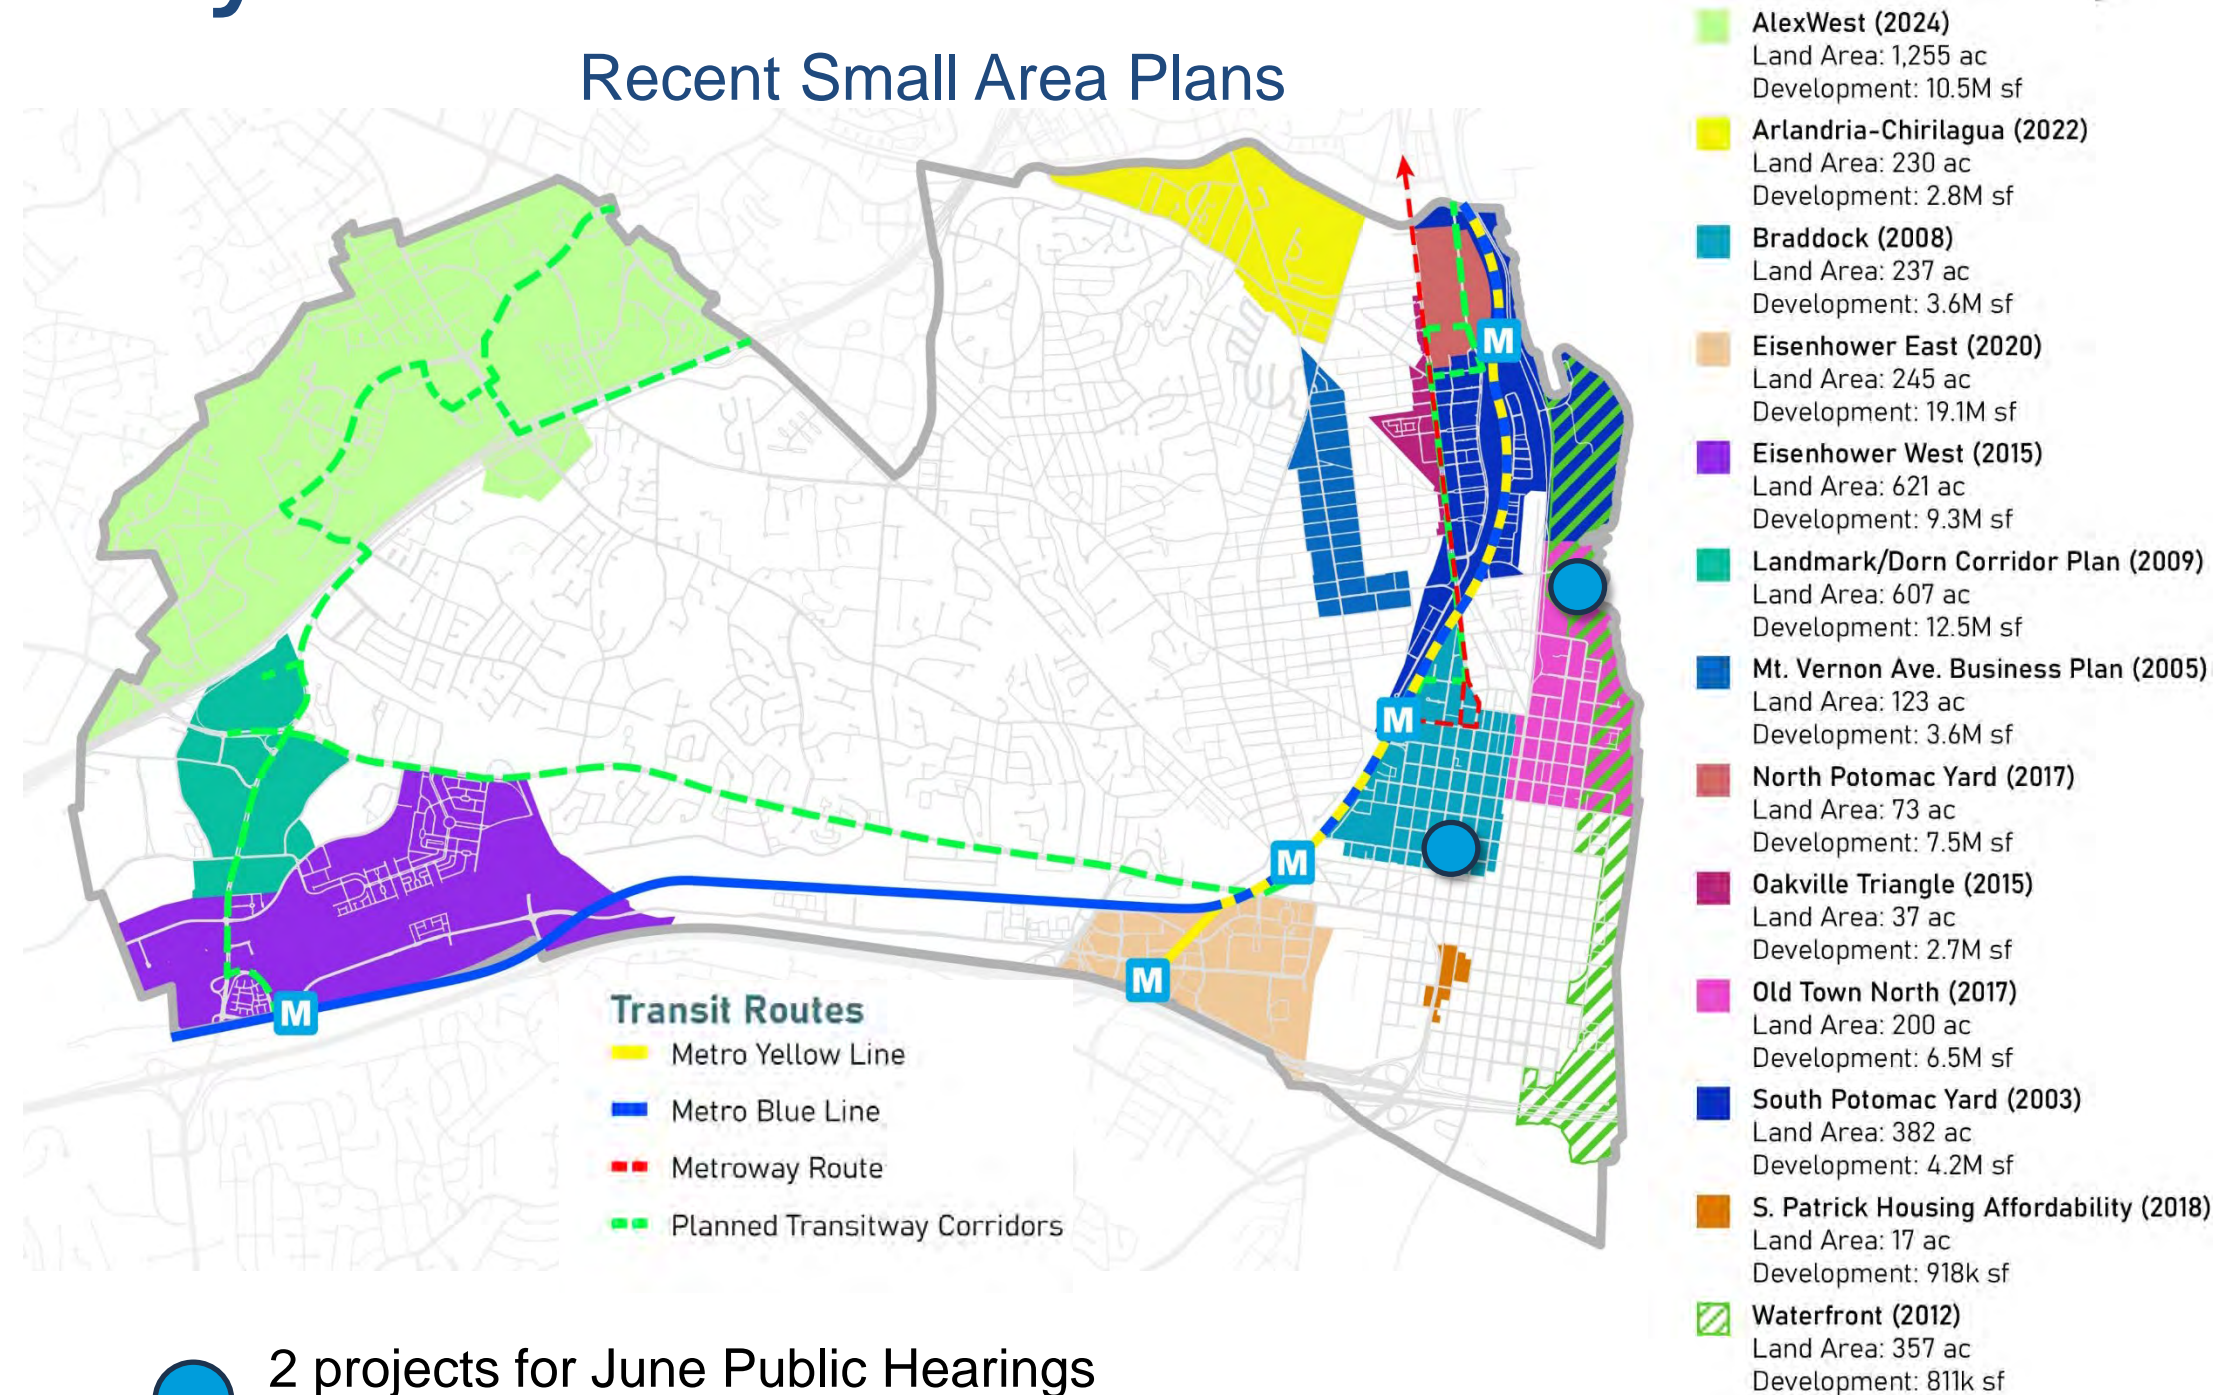 Recent Small Area Plans
AlexWest (2024)
Land Area: 1,255 ac
Development: 10.5M sf
Arlandria-Chirilagua (2022)
Land Area: 230 ac
Development: 2.8M sf
Braddock (2008)
Land Area: 237 ac
Development: 3.6M sf
Eisenhower East (2020)
Land Area: 245 ac
Development: 19.1M sf
Eisenhower West (2015)
Land Area: 621 ac
Development: 9.3M sf
Landmark/Dorn Corridor Plan (2009)
Land Area: 607 ac
Development: 12.5M sf
Mt. Vernon Ave. Business Plan (2005)
Land Area: 123 ac
Development: 3.6M sf
North Potomac Yard (2017)
Land Area: 73 ac
Development: 7.5M sf
Oakville Triangle (2015)
Land Area: 37 ac
Development: 2.7M sf
Old Town North (2017)
Land Area: 200 ac
Development: 6.5M sf
South Potomac Yard (2003)
Land Area: 382 ac
Development: 4.2M sf
S. Patrick Housing Affordability (2018)
Land Area: 17 ac
Development: 918k sf
Waterfront (2012)
Land Area: 357 ac
Development: 811k sf
M
M
M
M
M
Transit Routes
Metro Yellow Line
Metro Blue Line
Metroway Route
Planned Transitway Corridors
2 projects for June Public Hearings